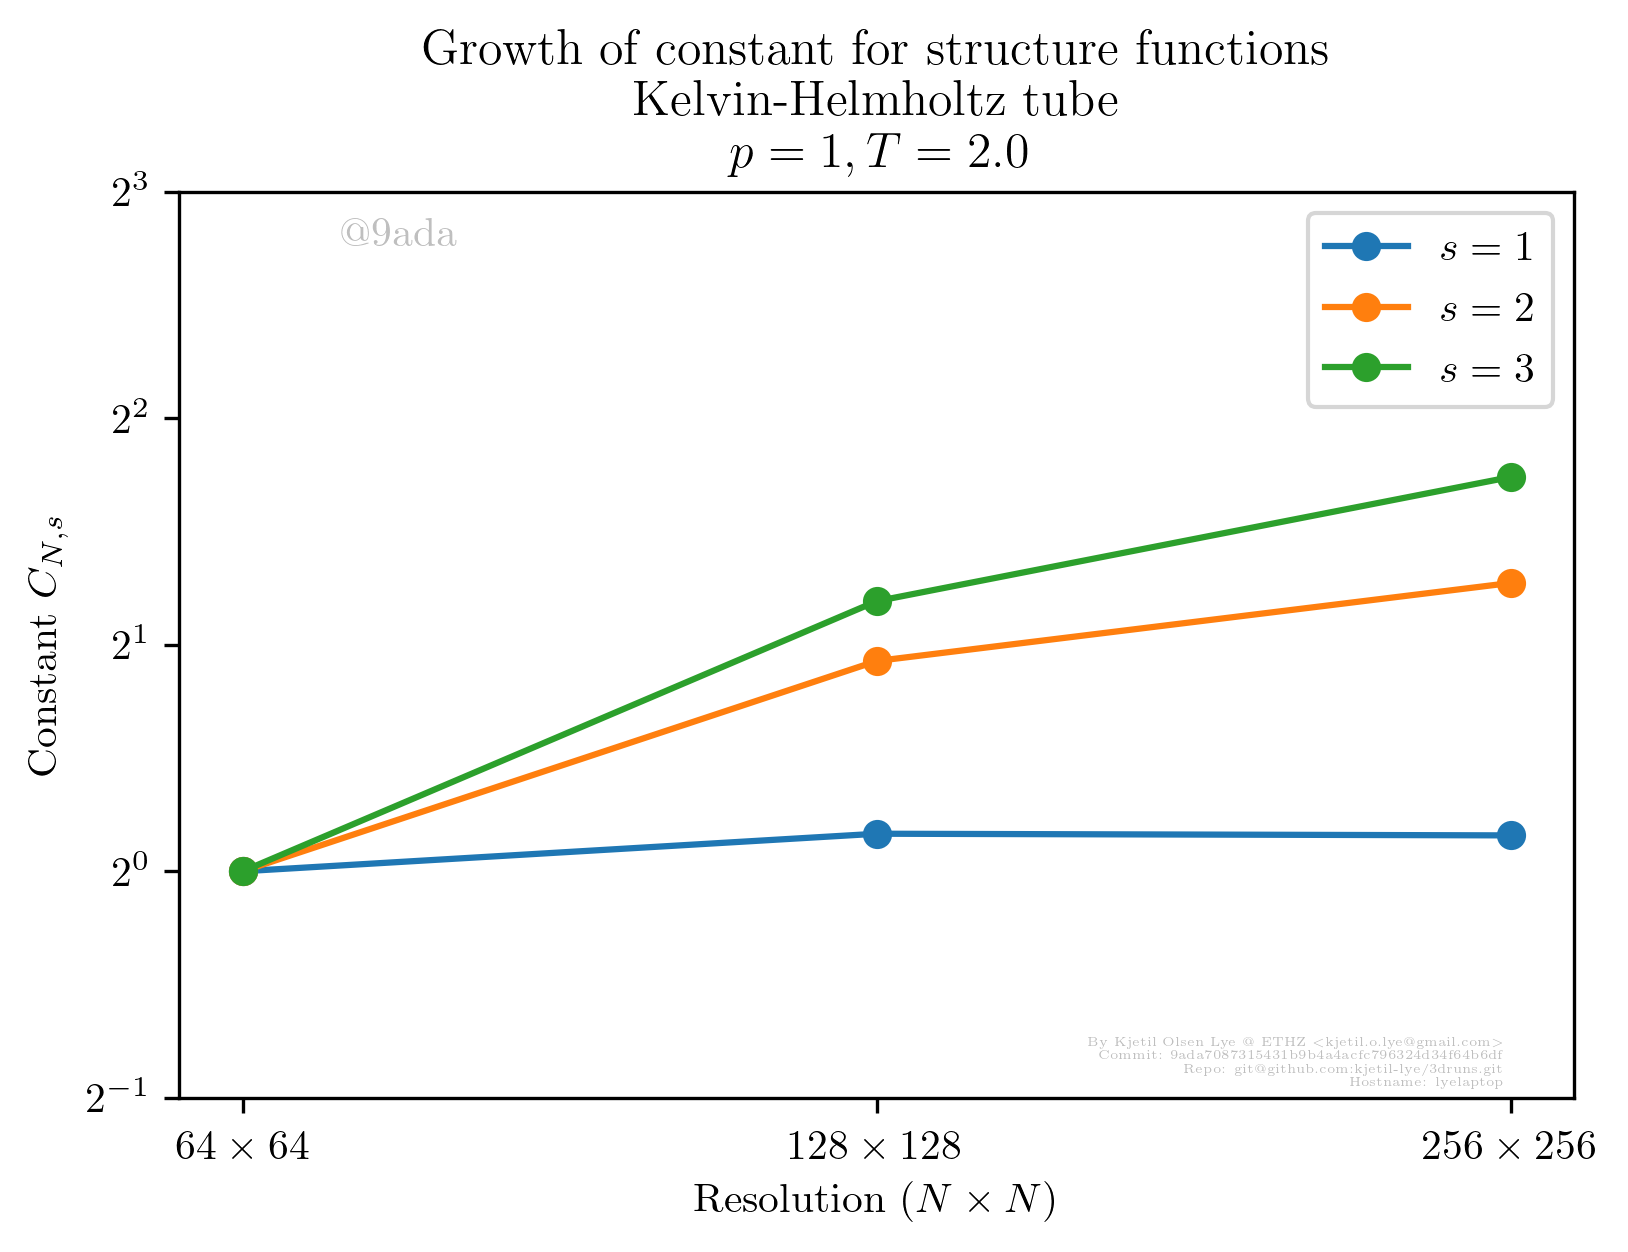 Growth of constant for structure functions
Kelvin-Helmholtz tube
p = 1, T = 2.0
2³
@9ada
s = 1
s = 2
s = 3
2²
2¹
2⁰
2⁻¹
Constant C_{N,s}
By Kjetil Olsen Lye @ ETHZ <kjetil.o.lye@gmail.com>
Commit: 9ada7087315431b9b4a4acfc796324d34f64b6df
Repo: git@github.com:kjetil-lye/3druns.git
Hostname: lyelaptop
64 × 64
128 × 128
256 × 256
Resolution (N × N)